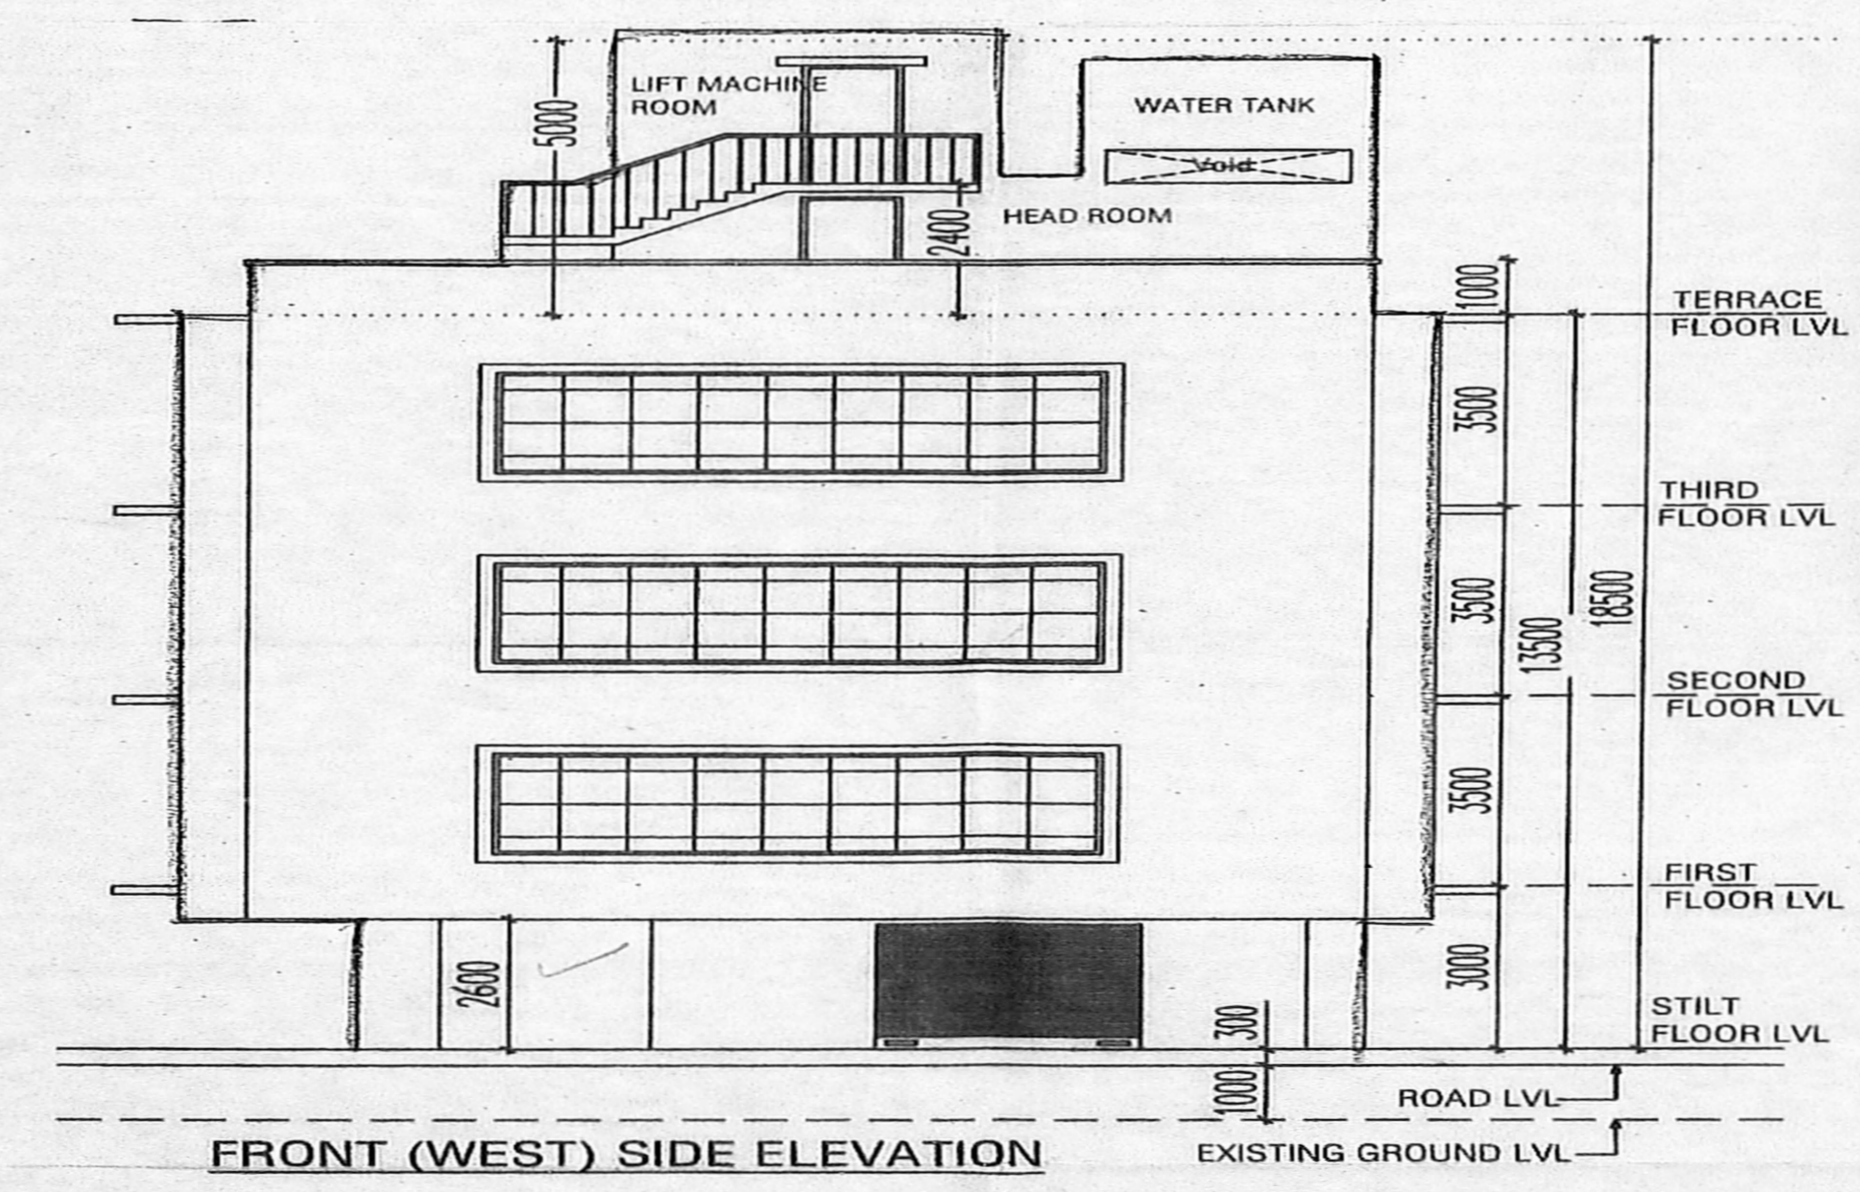 LIFT MACHINE
ROOM
5000
WATER TANK
Void
HEAD ROOM
2400
1000
TERRACE
FLOOR LVL
3500
THIRD
FLOOR LVL
3500
13500
18500
SECOND
FLOOR LVL
3500
FIRST
FLOOR LVL
2600
3000
300
STILT
FLOOR LVL
1000
ROAD LVL
EXISTING GROUND LVL
FRONT (WEST) SIDE ELEVATION